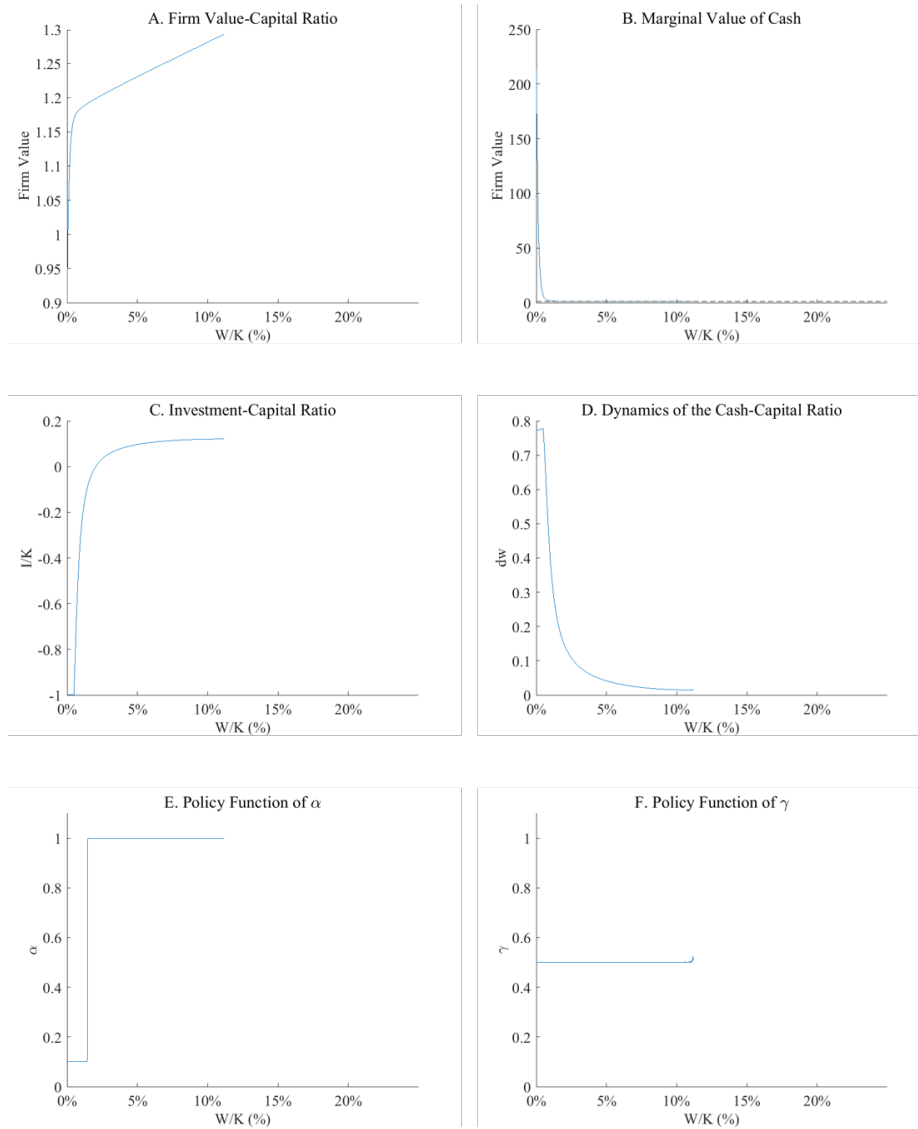 A. Firm Value-Capital Ratio
1.3
1.25
1.2
1.15
1.1
1.05
1
0.95
0.9
Firm Value
0% 5% 10% 15% 20%
W/K (%)
B. Marginal Value of Cash
250
200
150
100
50
0
Firm Value
0% 5% 10% 15% 20%
W/K (%)
C. Investment-Capital Ratio
0.2
0
-0.2
-0.4
-0.6
-0.8
-1
I/K
0% 5% 10% 15% 20%
W/K (%)
D. Dynamics of the Cash-Capital Ratio
0.8
0.7
0.6
0.5
0.4
0.3
0.2
0.1
0
dw
0% 5% 10% 15% 20%
W/K (%)
E. Policy Function of α
1
0.8
0.6
0.4
0.2
0
α
0% 5% 10% 15% 20%
W/K (%)
F. Policy Function of γ
1
0.8
0.6
0.4
0.2
0
γ
0% 5% 10% 15% 20%
W/K (%)